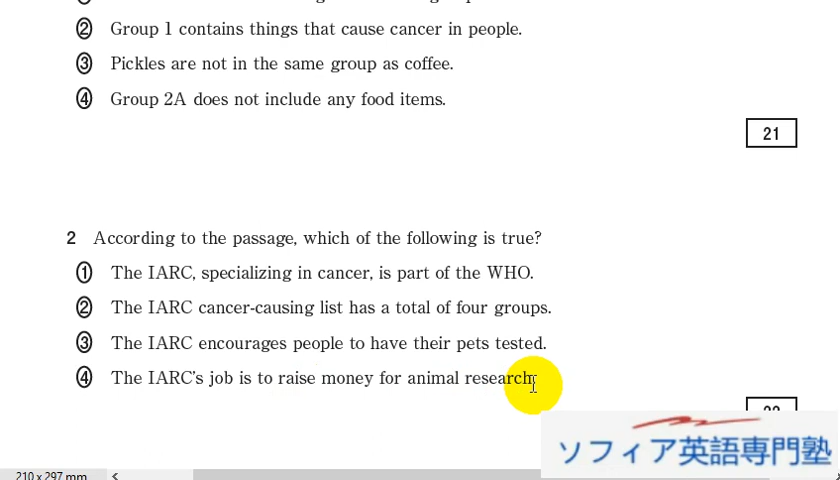 ② Group 1 contains things that cause cancer in people.
③ Pickles are not in the same group as coffee.
④ Group 2A does not include any food items.
21
2 According to the passage, which of the following is true?
① The IARC, specializing in cancer, is part of the WHO.
② The IARC cancer-causing list has a total of four groups.
③ The IARC encourages people to have their pets tested.
④ The IARC's job is to raise money for animal research.
ソフィア英語専門塾
210 x 297 mm